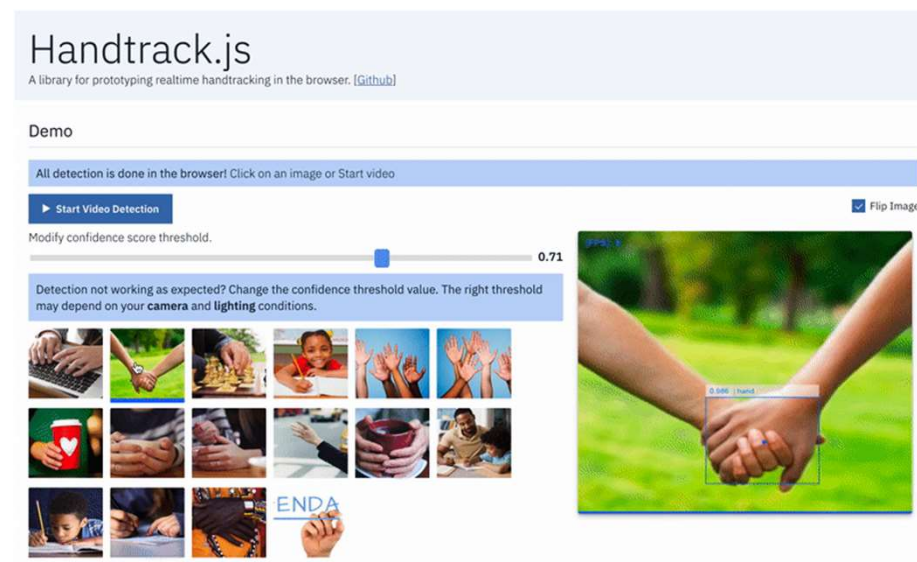 Handtrack.js
A library for prototyping realtime handtracking in the browser. [Github]
Demo
All detection is done in the browser! Click on an image or Start video
Start Video Detection
Flip Image
Modify confidence score threshold.
0.71
Detection not working as expected? Change the confidence threshold value. The right threshold
may depend on your camera and lighting conditions.
hand
ENDA